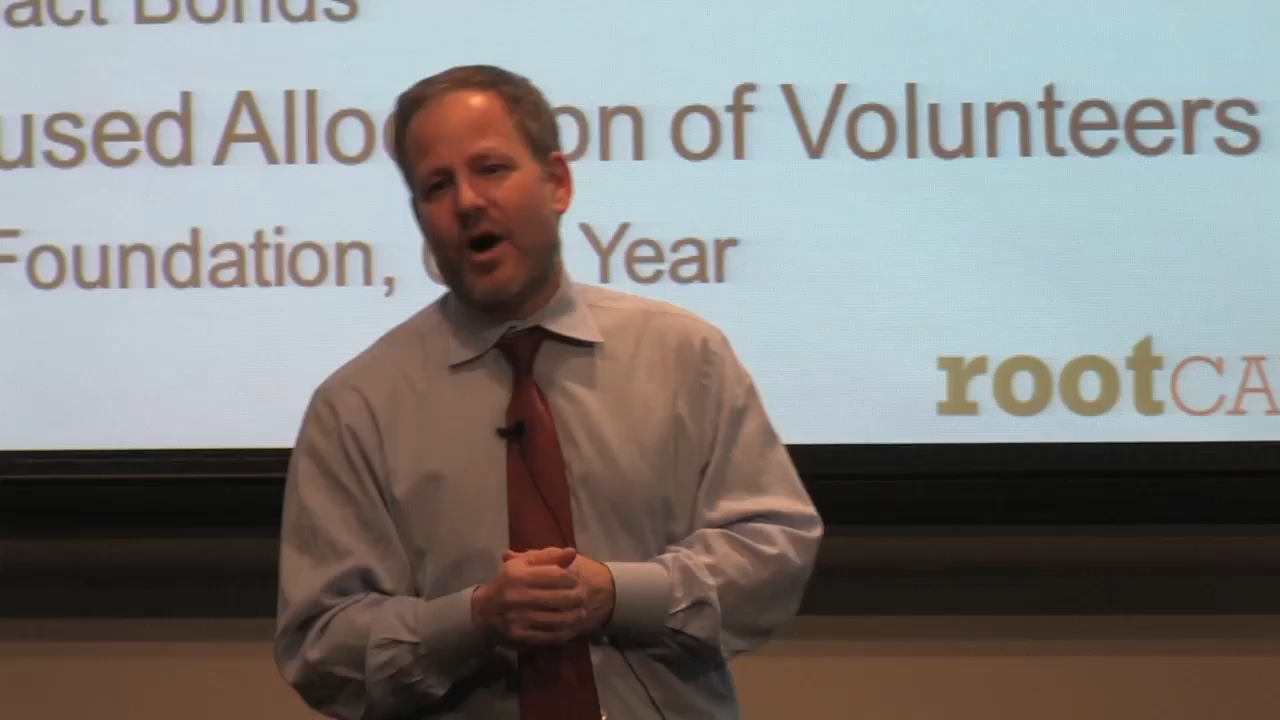 act Bonds
used Allo on of Volunteers
Foundation, Year
rootCA